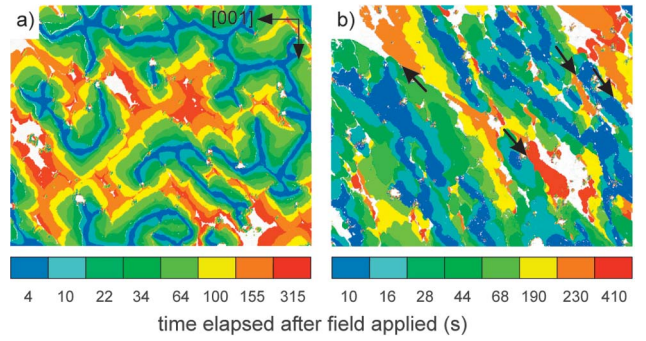 a)
[001]
b)
4 10 22 34 64 100 155 315
10 16 28 44 68 190 230 410
time elapsed after field applied (s)